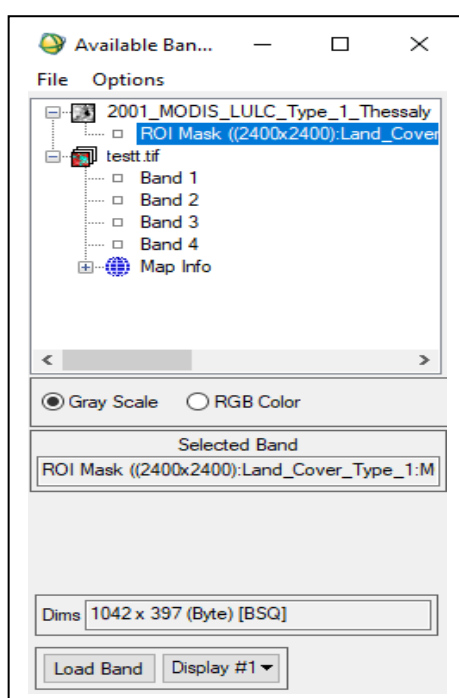 Available Ban...
File Options
2001_MODIS_LULC_Type_1_Thessaly
ROI Mask ((2400x2400):Land_Cover
testt.tif
Band 1
Band 2
Band 3
Band 4
Map Info
Gray Scale RGB Color
Selected Band
ROI Mask ((2400x2400):Land_Cover_Type_1:M
Dims 1042 x 397 (Byte) [BSQ]
Load Band Display #1